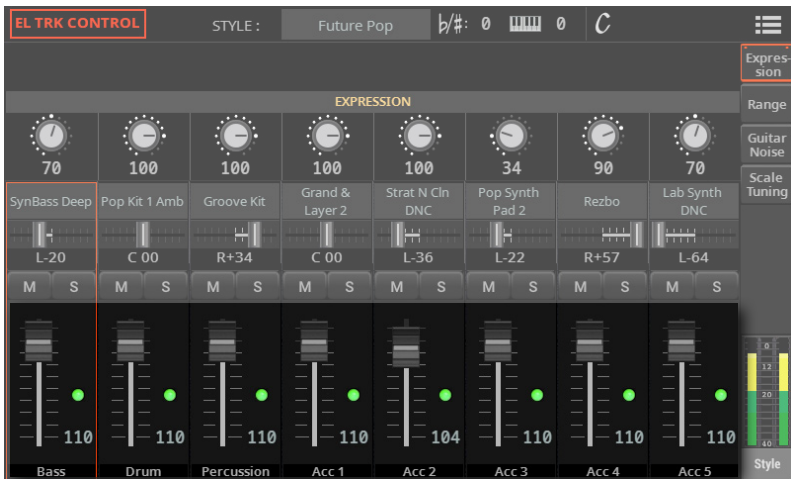 EL TRK CONTROL STYLE : Future Pop ♭/♯: 0 0 C
Expres-
sion
EXPRESSION
Range
70 100 100 100 100 34 90 70
Guitar
Noise
SynBass Deep Pop Kit 1 Amb Groove Kit Grand &
Layer 2 Strat N Cln
DNC Pop Synth
Pad 2 Rezbo Lab Synth
DNC
Scale
Tuning
L-20 C 00 R+34 C 00 L-36 L-22 R+57 L-64
M S M S M S M S M S M S M S M S
0
12
20
40
110 110 110 110 104 110 110 110
Bass Drum Percussion Acc 1 Acc 2 Acc 3 Acc 4 Acc 5
Style